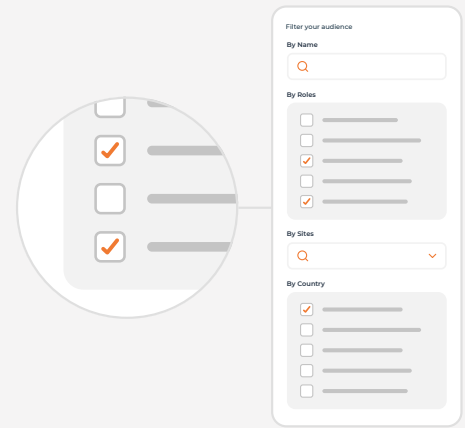 Filter your audience
By Name
By Roles
By Sites
By Country